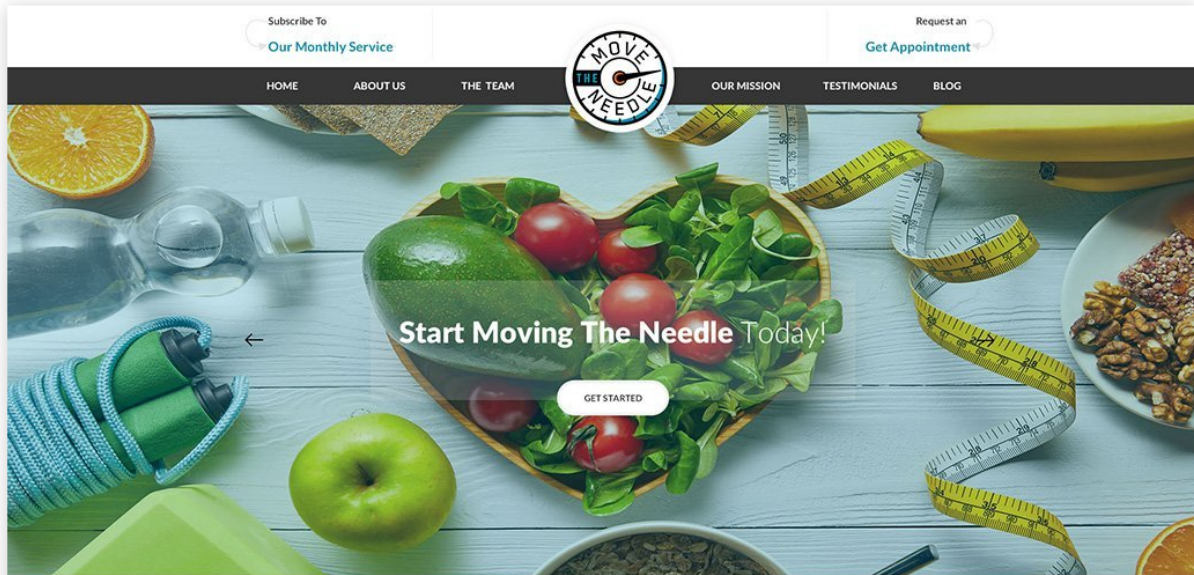 Subscribe To
Our Monthly Service
Request an
Get Appointment
HOME
ABOUT US
THE TEAM
MOVE
THE
NEEDLE
OUR MISSION
TESTIMONIALS
BLOG
Start Moving The Needle Today!
GET STARTED